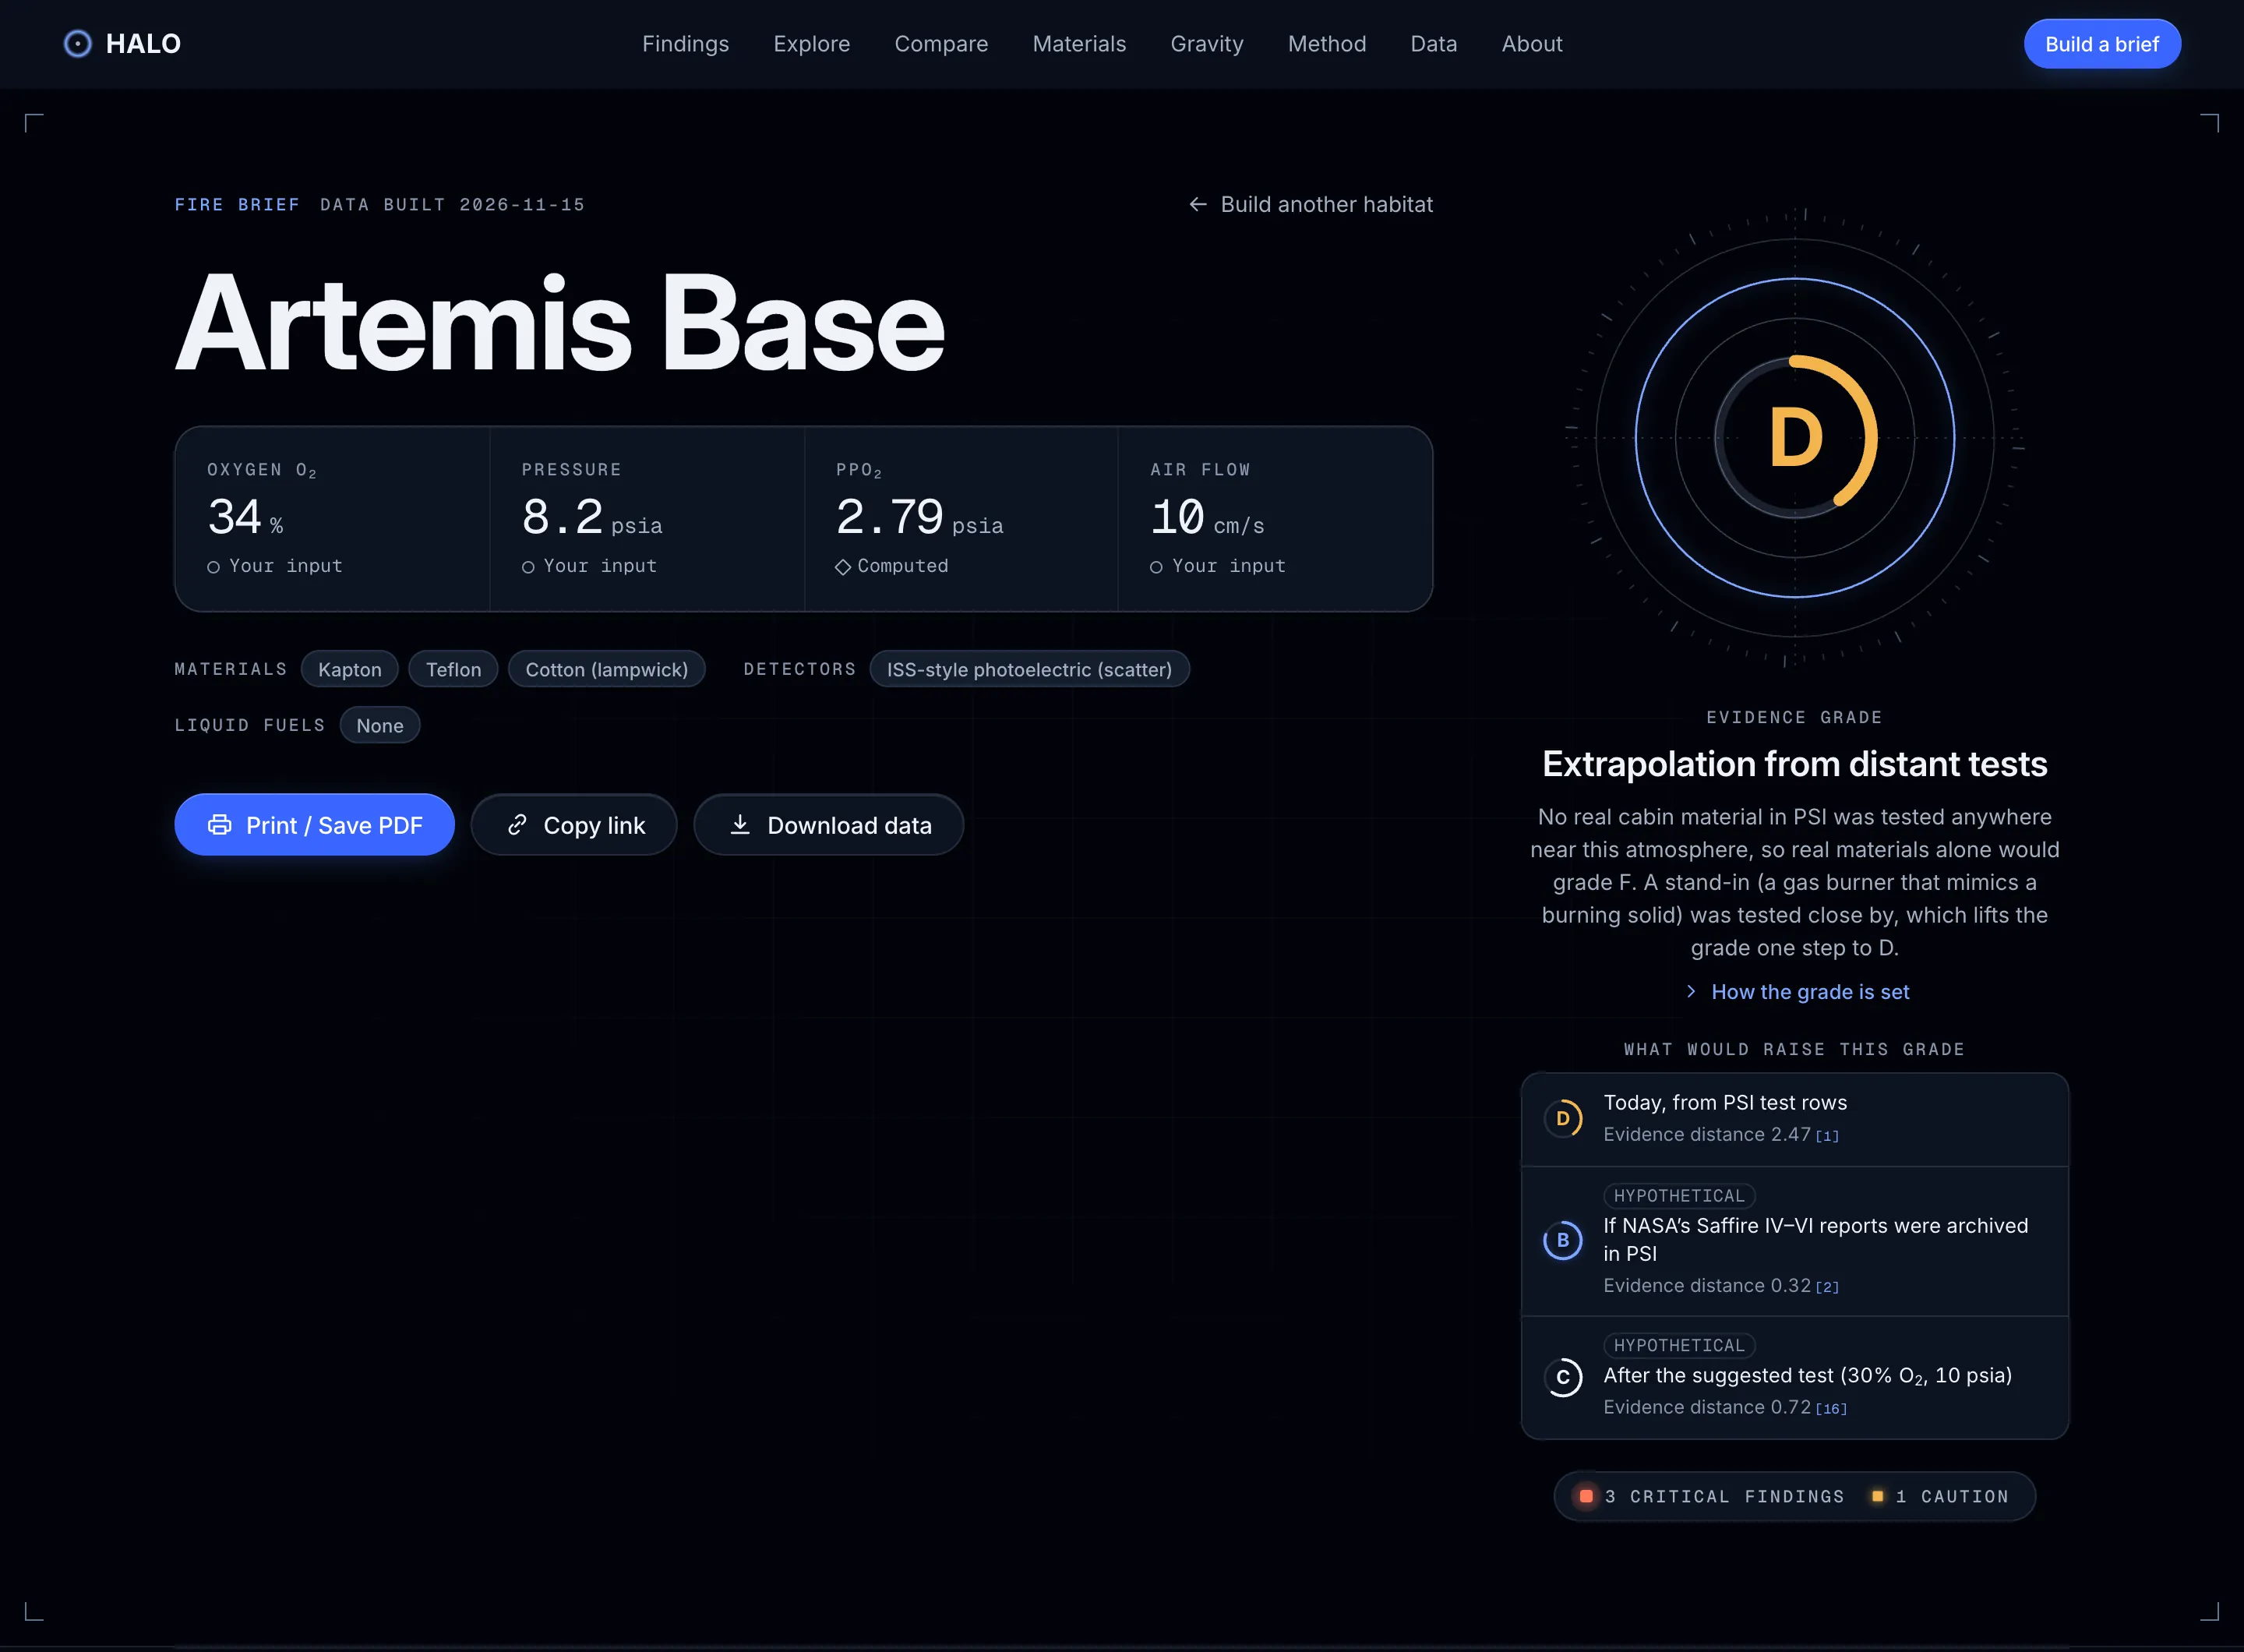 HALO
Findings Explore Compare Materials Gravity Method Data About
Build a brief
FIRE BRIEF DATA BUILT 2026-11-15
← Build another habitat
Artemis Base
OXYGEN O₂
34 %
Your input
PRESSURE
8.2 psia
Your input
PPO₂
2.79 psia
Computed
AIR FLOW
10 cm/s
Your input
MATERIALS Kapton Teflon Cotton (lampwick) DETECTORS ISS-style photoelectric (scatter)
LIQUID FUELS None
Print / Save PDF Copy link Download data
D
EVIDENCE GRADE
Extrapolation from distant tests
No real cabin material in PSI was tested anywhere
near this atmosphere, so real materials alone would
grade F. A stand-in (a gas burner that mimics a
burning solid) was tested close by, which lifts the
grade one step to D.
How the grade is set
WHAT WOULD RAISE THIS GRADE
D
Today, from PSI test rows
Evidence distance 2.47 [1]
HYPOTHETICAL
B
If NASA’s Saffire IV–VI reports were archived
in PSI
Evidence distance 0.32 [2]
HYPOTHETICAL
C
After the suggested test (30% O₂, 10 psia)
Evidence distance 0.72 [16]
3 CRITICAL FINDINGS 1 CAUTION